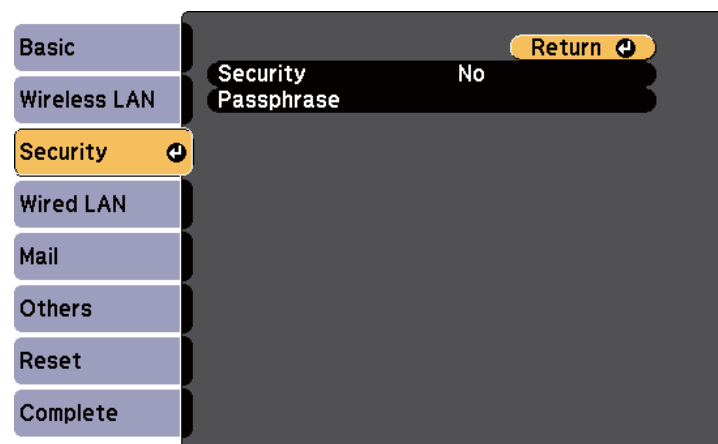 Basic
Wireless LAN
Security
Wired LAN
Mail
Others
Reset
Complete
Return
Security No
Passphrase